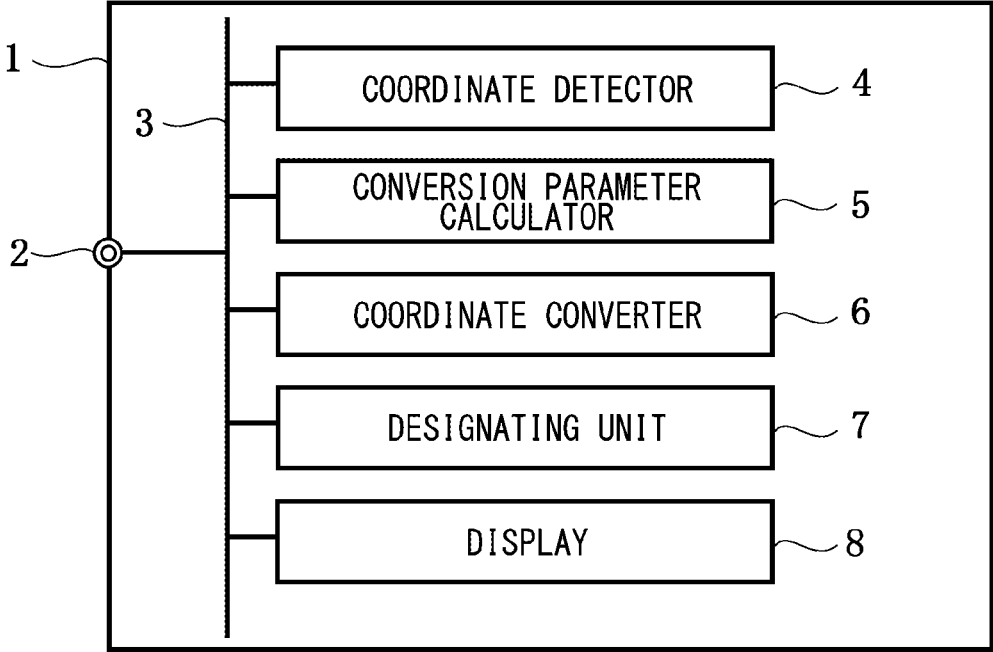 1
3
COORDINATE DETECTOR
4
CONVERSION PARAMETER
CALCULATOR
5
2
COORDINATE CONVERTER
6
DESIGNATING UNIT
7
DISPLAY
8